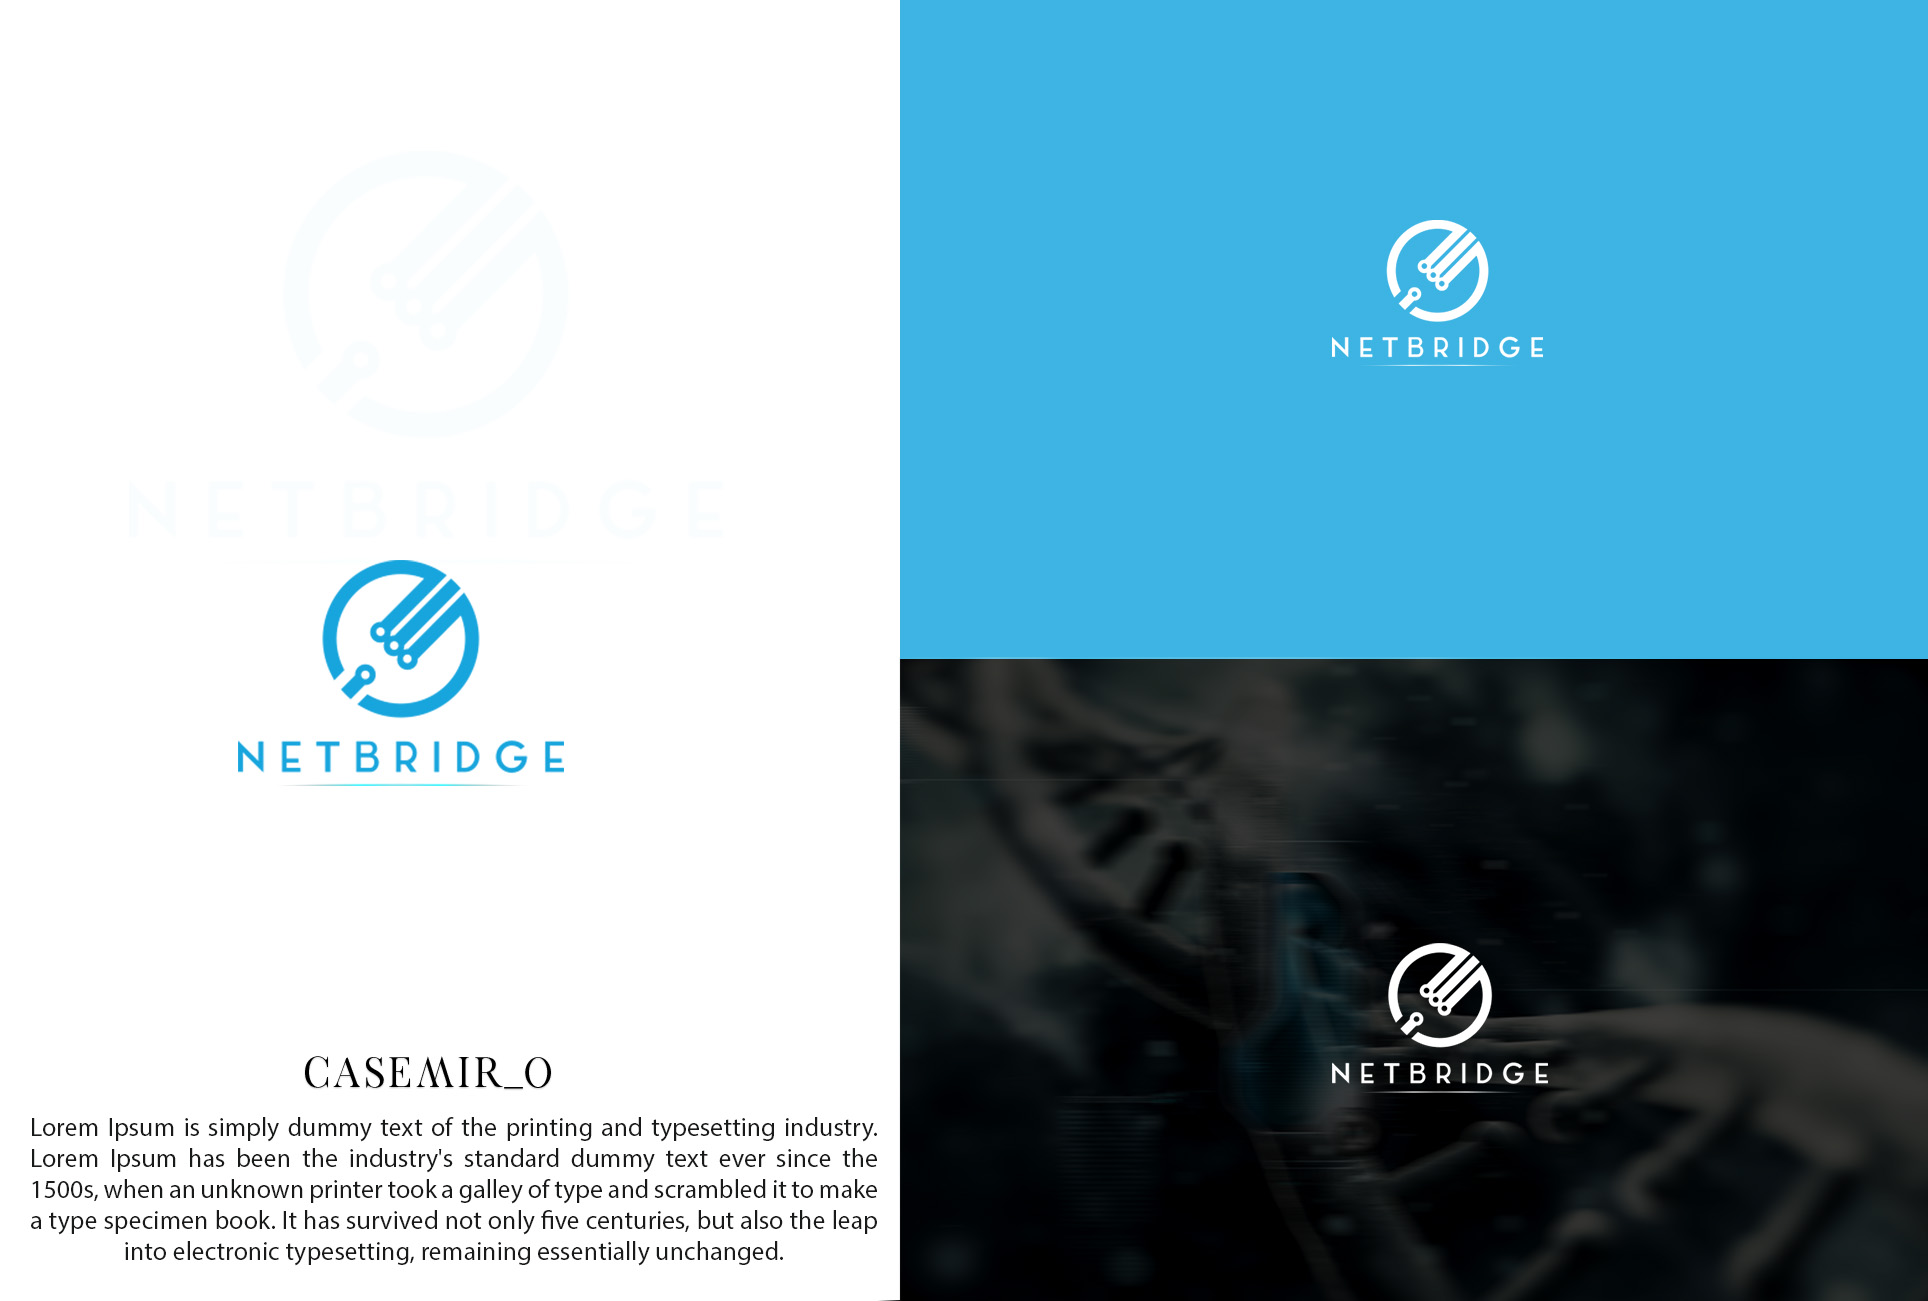 NETBRIDGE
NETBRIDGE
CASEMIR_O
Lorem Ipsum is simply dummy text of the printing and typesetting industry.
Lorem Ipsum has been the industry's standard dummy text ever since the
1500s, when an unknown printer took a galley of type and scrambled it to make
a type specimen book. It has survived not only five centuries, but also the leap
into electronic typesetting, remaining essentially unchanged.
NETBRIDGE
NETBRIDGE